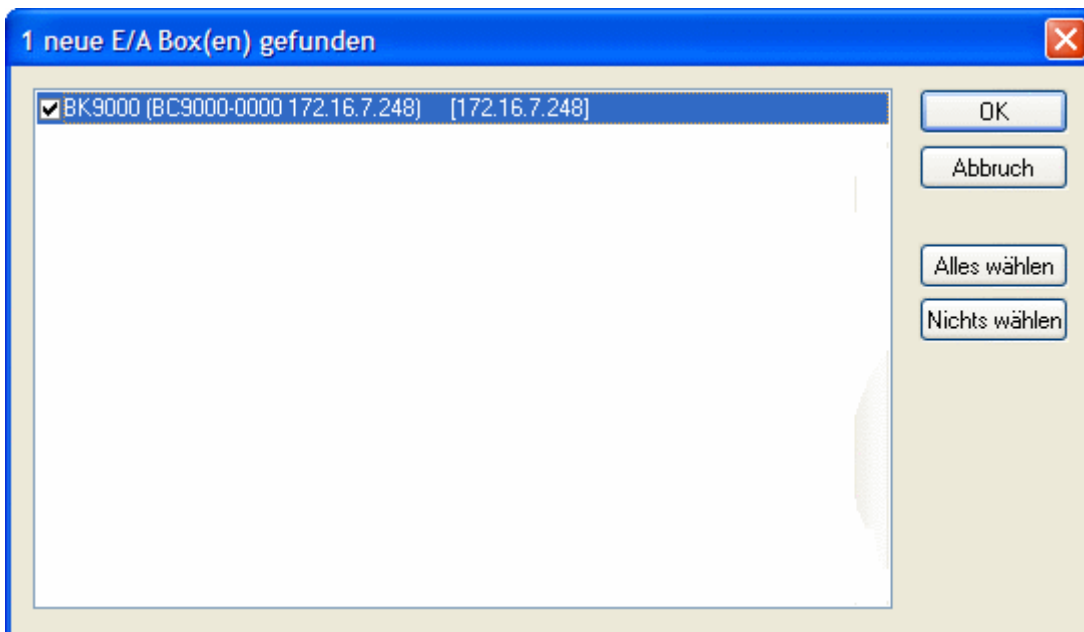 1 neue E/A Box(en) gefunden
BK9000 (BC9000-0000 172.16.7.248) [172.16.7.248]
OK
Abbruch
Alles wählen
Nichts wählen